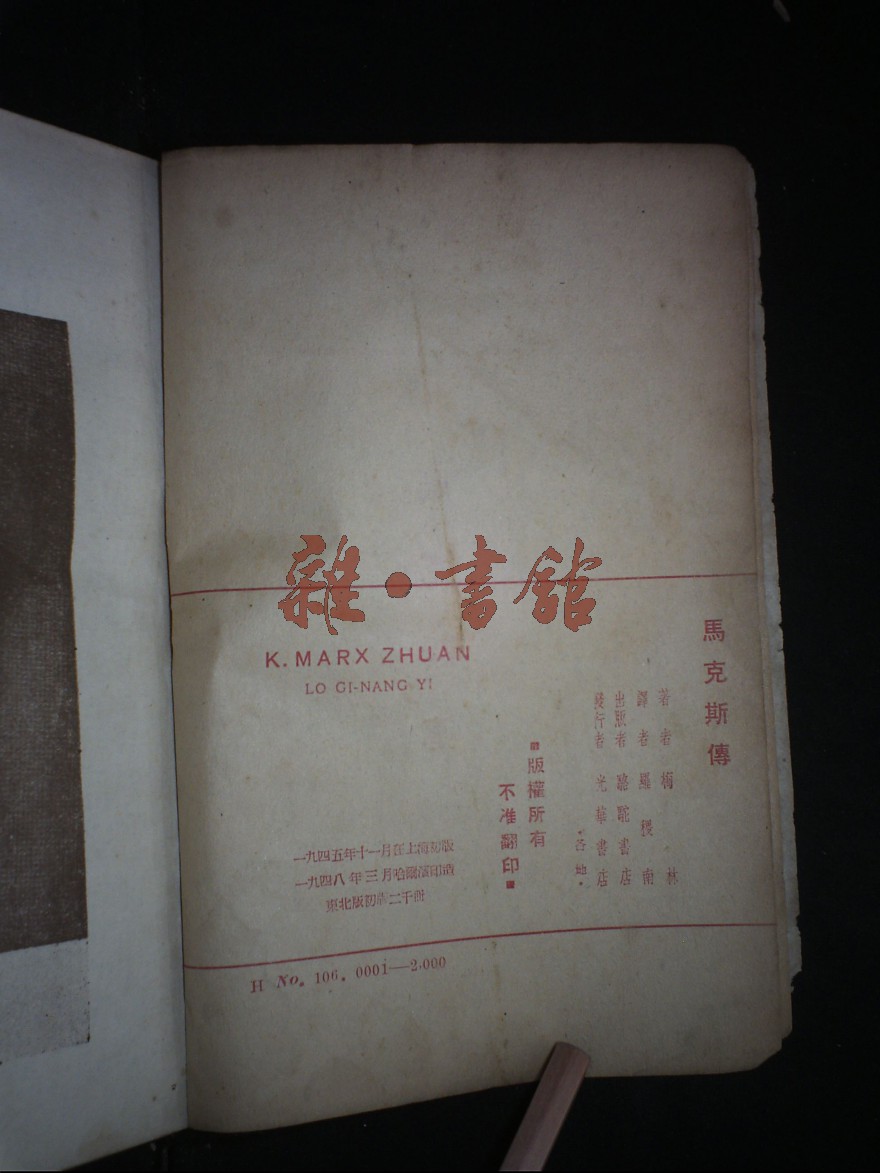 雜·書館
K. MARX ZHUAN
LO GI-NANG YI
馬克斯傳
著者 梅林
譯者 羅稷南
出版者 駱駝書店
發行者 光華書店
·各地·
版權所有
不准翻印
一九四五年十一月在上海初版
一九四八年三月哈爾濱印造
東北版初版二千冊
H No. 106. 0001—2.000